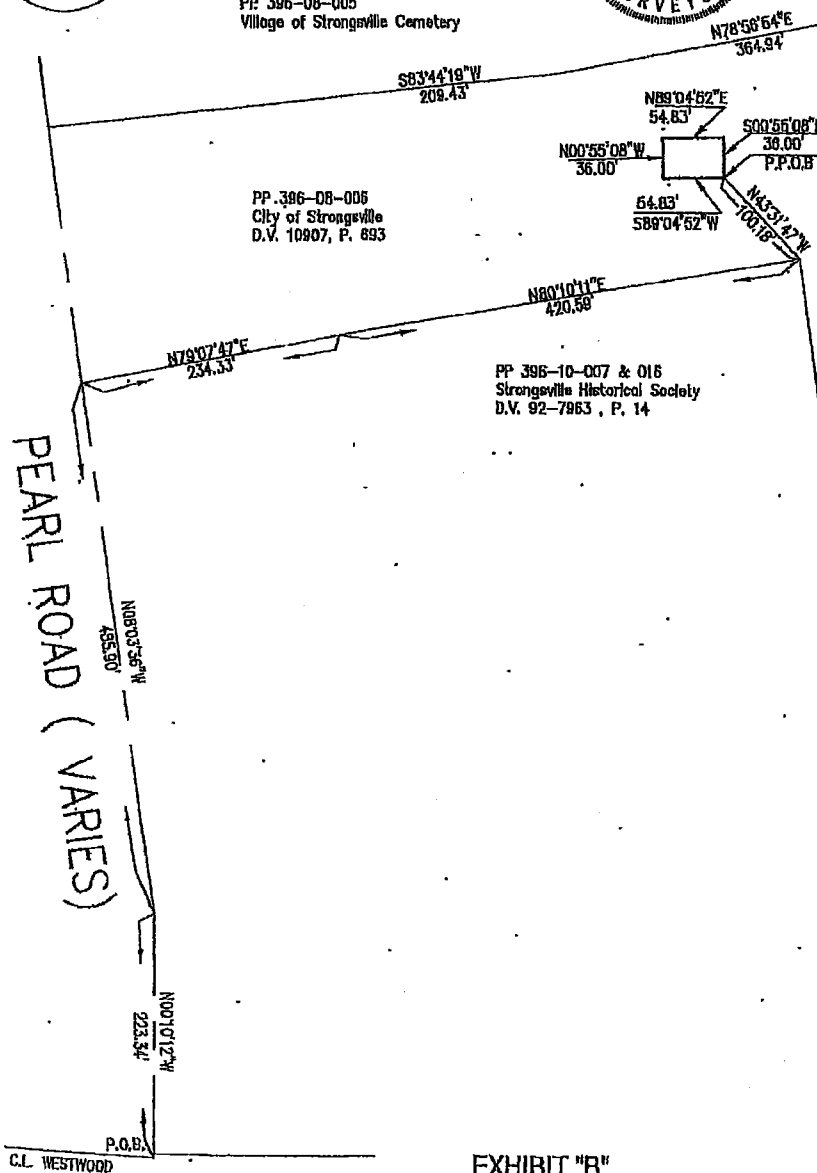 PP. 396-08-005
Village of Strongsville Cemetery
RVEYO
N78°56'54"E
364.94'
S83°44'19"W
209.43'
N89°04'52"E
54.83'
S00°55'08"
36.00'
P.P.O.B
N00°55'08"W
36.00'
54.83'
S89°04'52"W
N43°31'47"W
100.18'
PP.396-08-006
City of Strongsville
D.V. 10907, P. 693
N80°10'11"E
420.59'
N79°07'47"E
234.33'
PP 396-10-007 & 016
Strongsville Historical Society
D.V. 92-7963 , P. 14
PEARL ROAD ( VARIES)
N08°03'36"W
485.90'
N00°10'12"W
223.34'
P.O.B.
C.L. WESTWOOD
EXHIBIT "B"